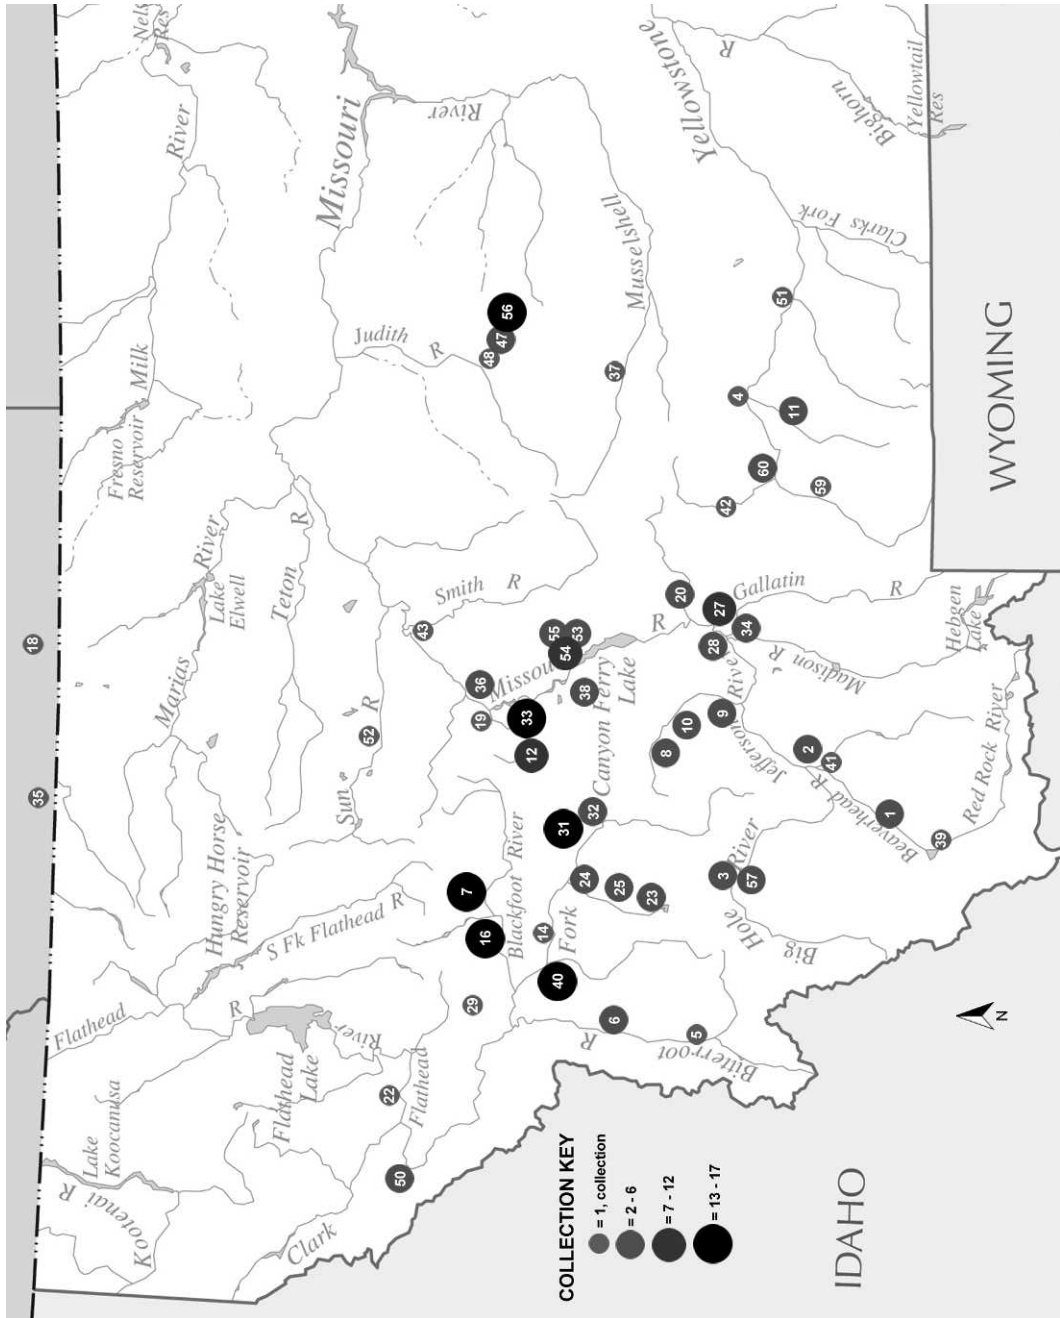 Nels
Res
River
Milk
Fresno
Reservoir
Missouri
River
Judith
R
Musselshell
Yellowstone
R
Bighorn
Yellowtail
Res
Clarks Fork
WYOMING
Marias
River
Lake
Elwell
Teton
R
Sun
R
Smith
R
Missou
Canyon Ferry
Lake
R
Gallatin
R
Madison R
Hebgen
Lake
Jefferson
River
Beaverhead R
Red Rock River
Big
Hole
River
Hungry Horse
Reservoir
S Fk Flathead R
Blackfoot River
Fork
Flathead
R
Flathead
Lake
River
Flathead
Lake
Koocanusa
Kootenai R
Clark
Bitterroot
R
IDAHO
18
35
56
47
48
37
51
4
11
60
59
42
20
27
34
28
43
55
53
54
36
38
19
33
12
52
9
10
8
2
41
1
39
31
32
24
25
23
3
57
7
16
14
40
29
6
5
22
50
N
COLLECTION KEY
= 1, collection
= 2 - 6
= 7 - 12
= 13 - 17